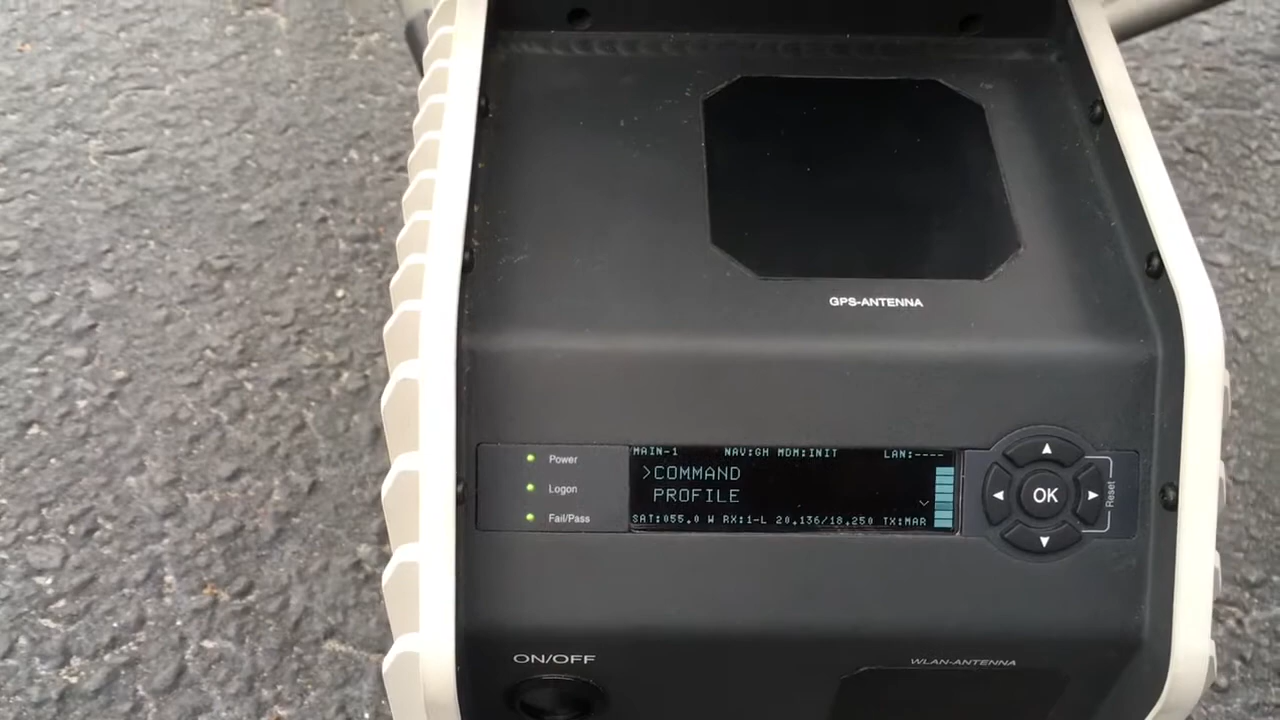 GPS-ANTENNA
Power
Logon
Fail/Pass
MAIN-1 NAV:GH MDM:INIT LAN:----
>COMMAND
PROFILE
SAT:055.0 W RX:1-L 20.136/18.250 TX:MAR
OK
Reset
ON/OFF
WLAN-ANTENNA